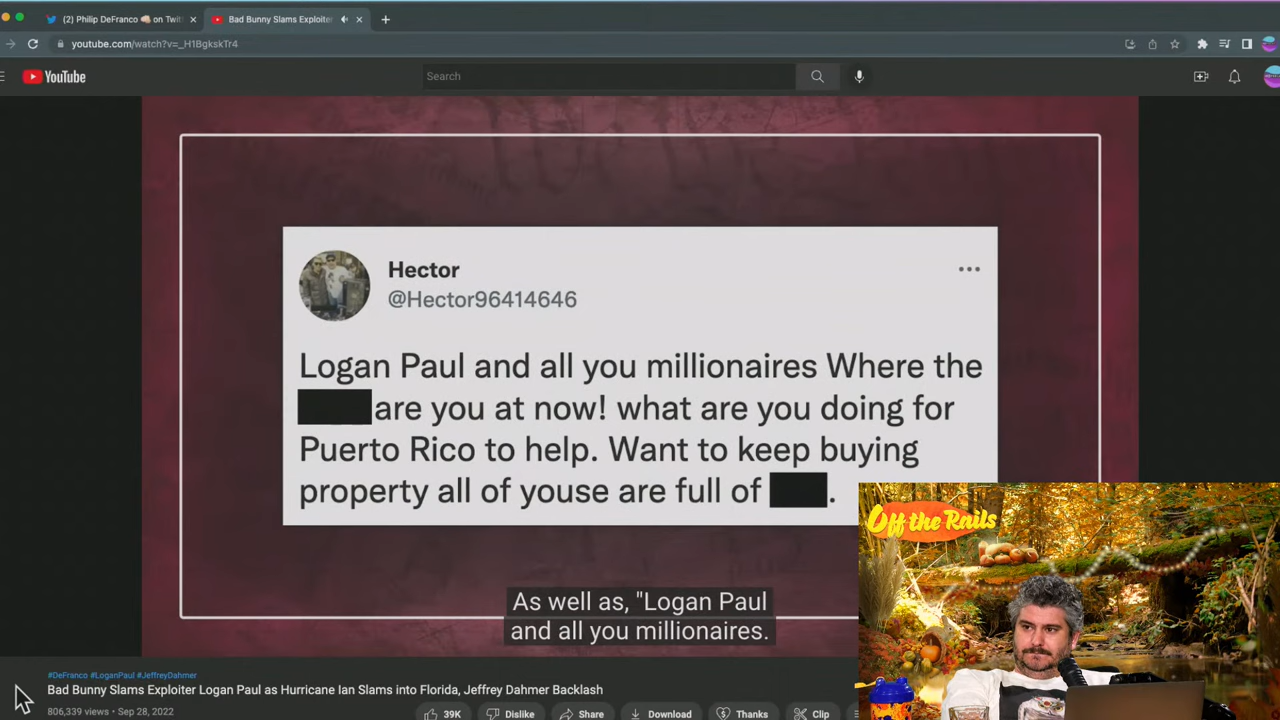 (2) Philip DeFranco 🧠 on Twitt
Bad Bunny Slams Exploiter
youtube.com/watch?v=_H1BgkskTr4
YouTube
Search
Hector
@Hector96414646
Logan Paul and all you millionaires Where the
are you at now! what are you doing for
Puerto Rico to help. Want to keep buying
property all of youse are full of .
Off the Rails
As well as, "Logan Paul
and all you millionaires.
#DeFranco #LoganPaul #JeffreyDahmer
Bad Bunny Slams Exploiter Logan Paul as Hurricane Ian Slams into Florida, Jeffrey Dahmer Backlash
806,339 views • Sep 28, 2022
39K Dislike Share Download Thanks Clip